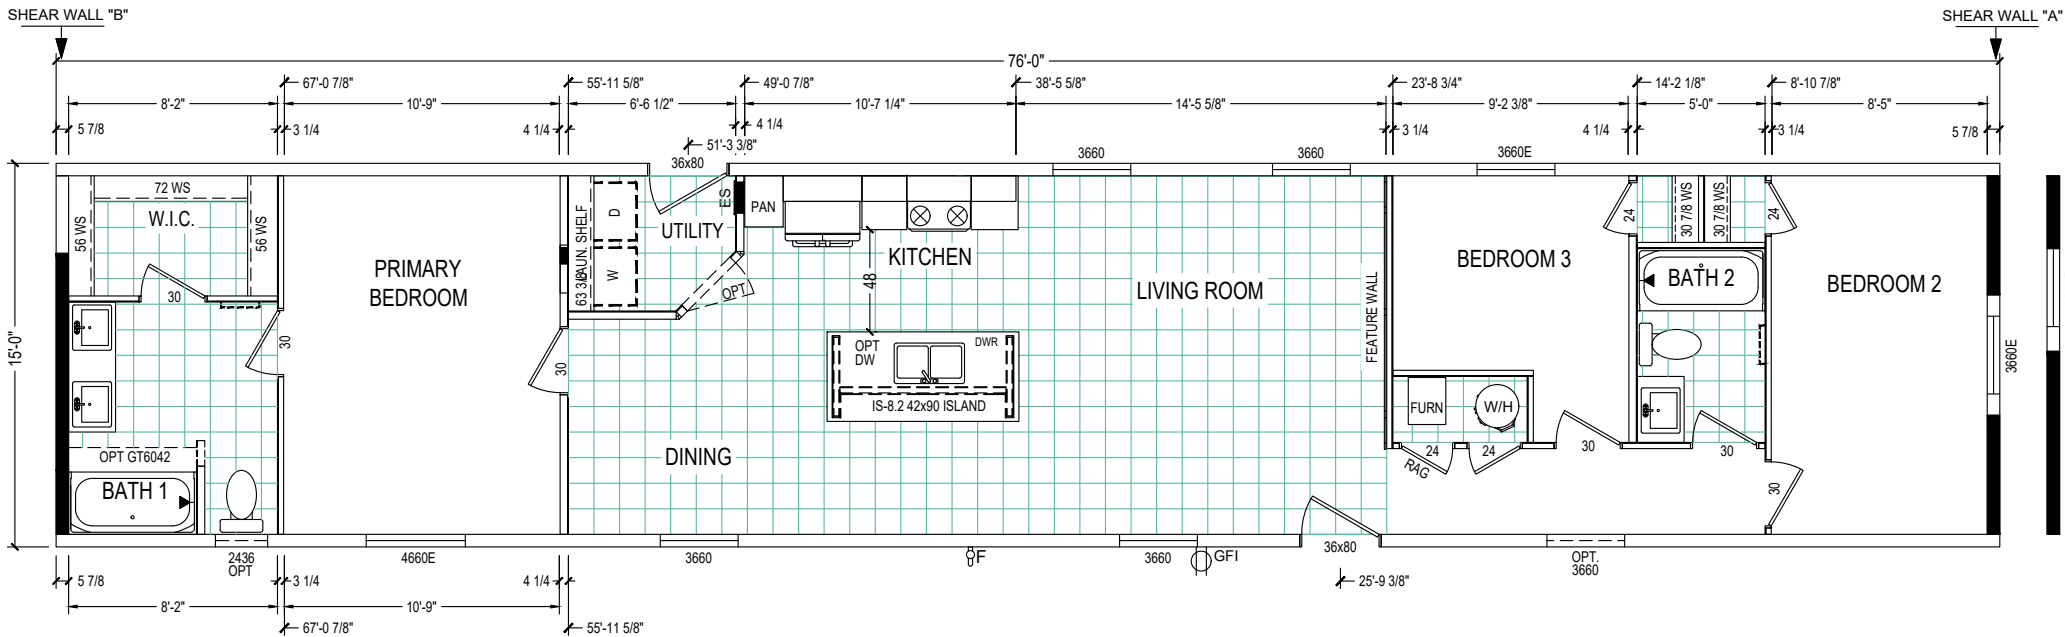 SHEAR WALL "B"
SHEAR WALL "A"
76'-0"
67'-0 7/8"
55'-11 5/8"
49'-0 7/8"
38'-5 5/8"
23'-8 3/4"
14'-2 1/8"
8'-10 7/8"
8'-2"
10'-9"
6'-6 1/2"
10'-7 1/4"
14'-5 5/8"
9'-2 3/8"
5'-0"
8'-5"
5 7/8
3 1/4
4 1/4
4 1/4
3 1/4
4 1/4
3 1/4
5 7/8
51'-3 3/8"
36x80
3660
3660
3660E
72 WS
56 WS
W.I.C.
56 WS
30
PRIMARY
BEDROOM
63 3/8
LAUN. SHELF
D
W
UTILITY
ES
OPT
PAN
KITCHEN
48
LIVING ROOM
FEATURE WALL
BEDROOM 3
24
30 7/8 WS
30 7/8 WS
24
BATH 2
BEDROOM 2
3660E
15'-0"
30
30
OPT
DW
DWR
IS-8.2 42x90 ISLAND
FURN
W/H
DINING
24
24
RAG
30
30
30
OPT GT6042
BATH 1
2436
OPT
4660E
3660
F
3660
GFI
36x80
OPT.
3660
5 7/8
3 1/4
4 1/4
25'-9 3/8"
8'-2"
10'-9"
67'-0 7/8"
55'-11 5/8"